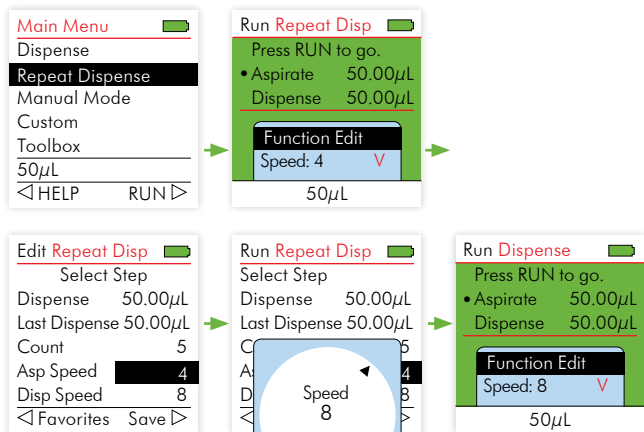 Main Menu
Dispense
Repeat Dispense
Manual Mode
Custom
Toolbox
50µL
◁ HELP RUN ▷
Run Repeat Disp
Press RUN to go.
• Aspirate 50.00µL
Dispense 50.00µL
Function Edit
Speed: 4 V
50µL
Edit Repeat Disp
Select Step
Dispense 50.00µL
Last Dispense 50.00µL
Count 5
Asp Speed 4
Disp Speed 8
◁ Favorites Save ▷
Run Repeat Disp
Select Step
Dispense 50.00µL
Last Dispense 50.00µL
C 5
A 4
D 8
Speed
8
Run Dispense
Press RUN to go.
• Aspirate 50.00µL
Dispense 50.00µL
Function Edit
Speed: 8 V
50µL